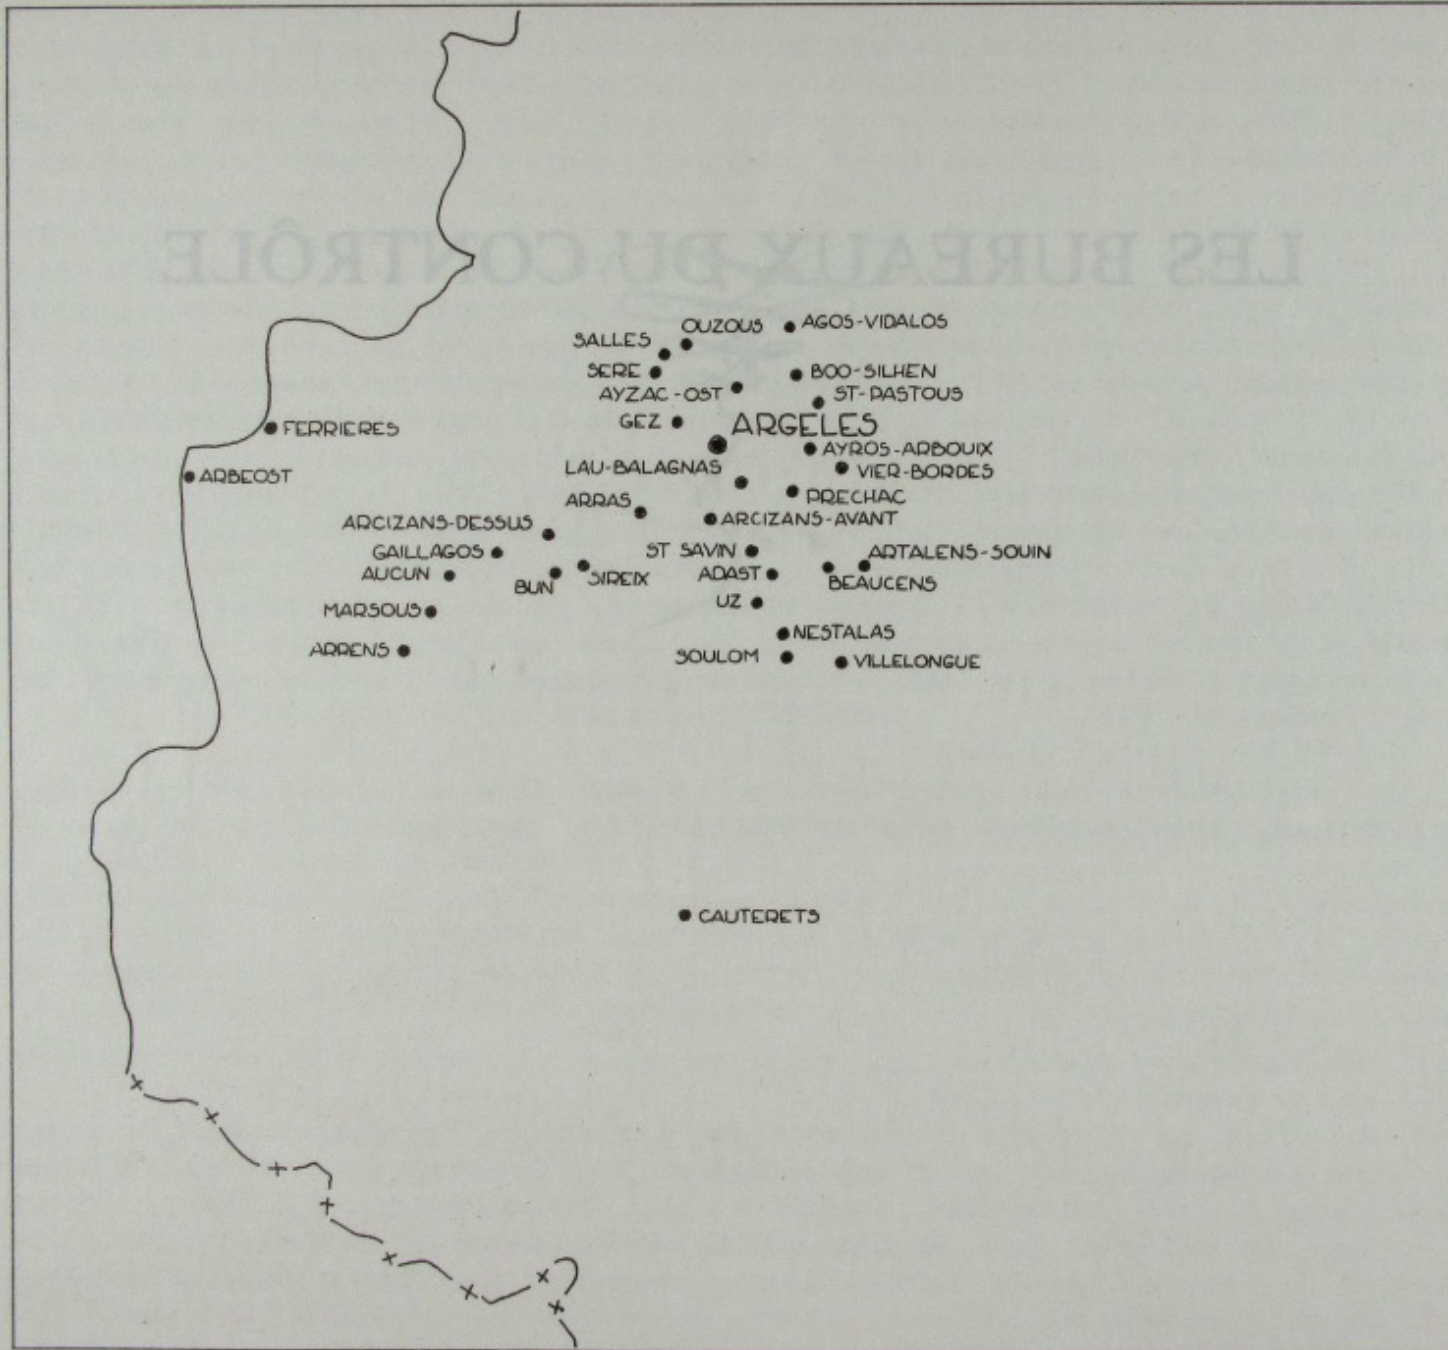 LES BUREAUX DU CONTRÔLE
OUZOUS
AGOS-VIDALOS
SALLES
SERE
BOO-SILHEN
AYZAC-OST
ST-PASTOUS
GEZ
ARGELES
FERRIERES
AYROS-ARBOUIX
LAU-BALAGNAS
VIER-BORDES
ARBEOST
PRECHAC
ARRAS
ARCIZANS-AVANT
ARCIZANS-DESSUS
GAILLAGOS
ST SAVIN
ARTALENS-SOUIN
AUCUN
BUN
SIREIX
ADAST
BEAUCENS
UZ
MARSOUS
NESTALAS
ARRENS
SOULOM
VILLELONGUE
CAUTERETS